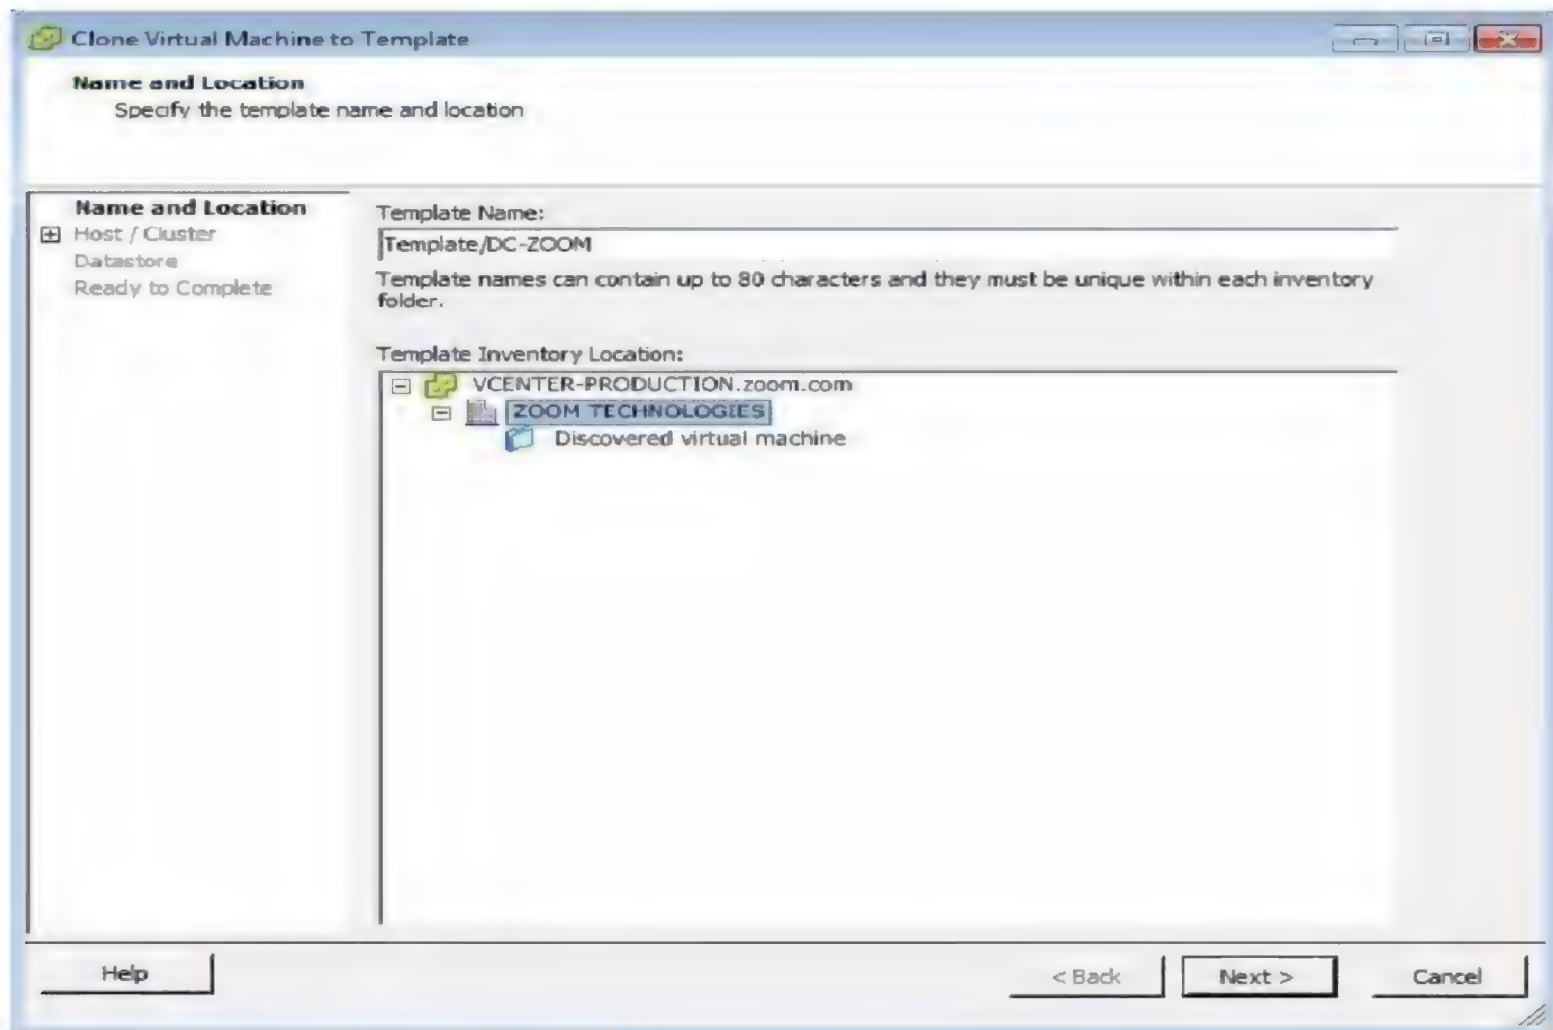 Clone Virtual Machine to Template
Name and Location
Specify the template name and location
Name and Location
Host / Cluster
Datastore
Ready to Complete
Template Name:
Template/DC-ZOOM
Template names can contain up to 80 characters and they must be unique within each inventory
folder.
Template Inventory Location:
VCENTER-PRODUCTION.zoom.com
ZOOM TECHNOLOGIES
Discovered virtual machine
Help
< Back
Next >
Cancel